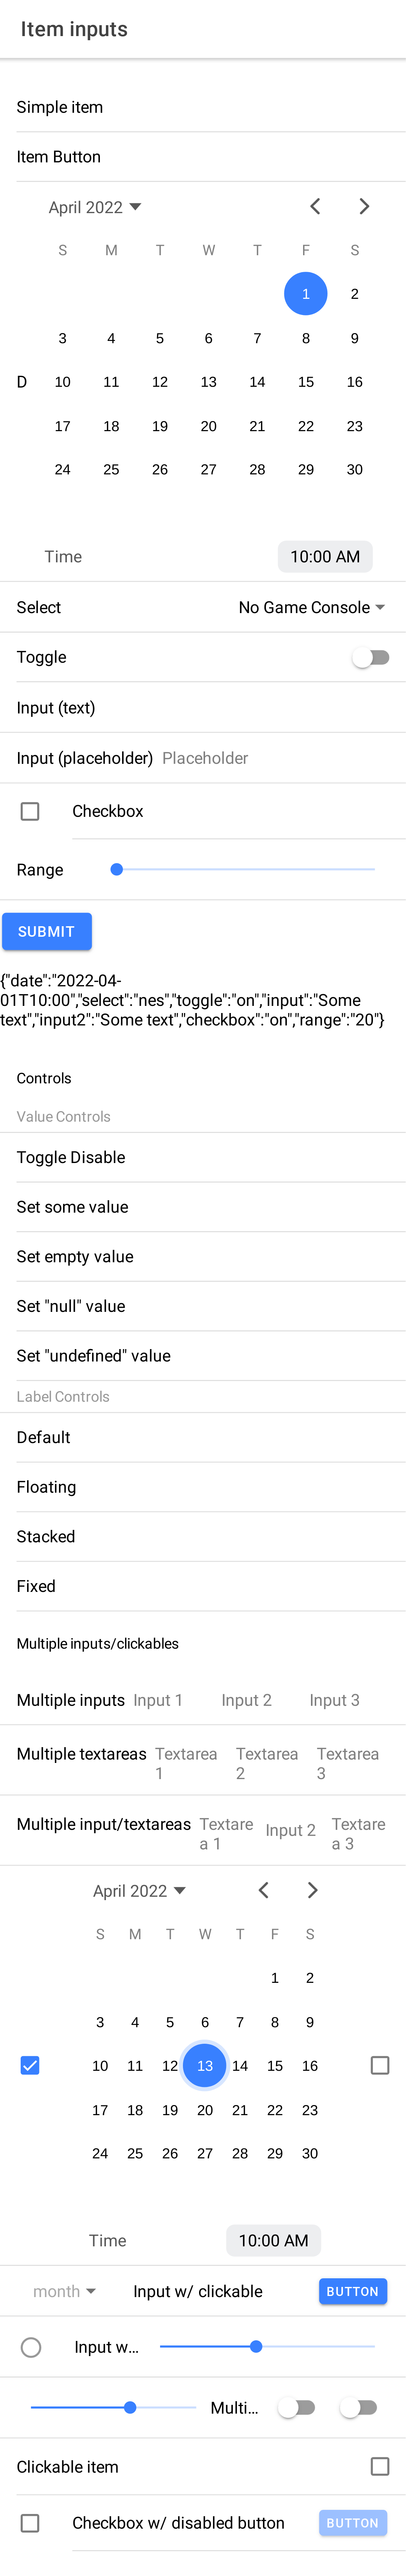 Item inputs
Simple item
Item Button
April 2022
S M T W T F S
1 2
3 4 5 6 7 8 9
D 10 11 12 13 14 15 16
17 18 19 20 21 22 23
24 25 26 27 28 29 30
Time 10:00 AM
Select No Game Console
Toggle
Input (text)
Input (placeholder) Placeholder
Checkbox
Range
SUBMIT
{"date":"2022-04-
01T10:00","select":"nes","toggle":"on","input":"Some
text","input2":"Some text","checkbox":"on","range":"20"}
Controls
Value Controls
Toggle Disable
Set some value
Set empty value
Set "null" value
Set "undefined" value
Label Controls
Default
Floating
Stacked
Fixed
Multiple inputs/clickables
Multiple inputs Input 1 Input 2 Input 3
Multiple textareas Textarea Textarea Textarea
1 2 3
Multiple input/textareas Textare Input 2 Textare
a 1 a 3
April 2022
S M T W T F S
1 2
3 4 5 6 7 8 9
10 11 12 13 14 15 16
17 18 19 20 21 22 23
24 25 26 27 28 29 30
Time 10:00 AM
month Input w/ clickable BUTTON
Input w...
Multi...
Clickable item
Checkbox w/ disabled button BUTTON